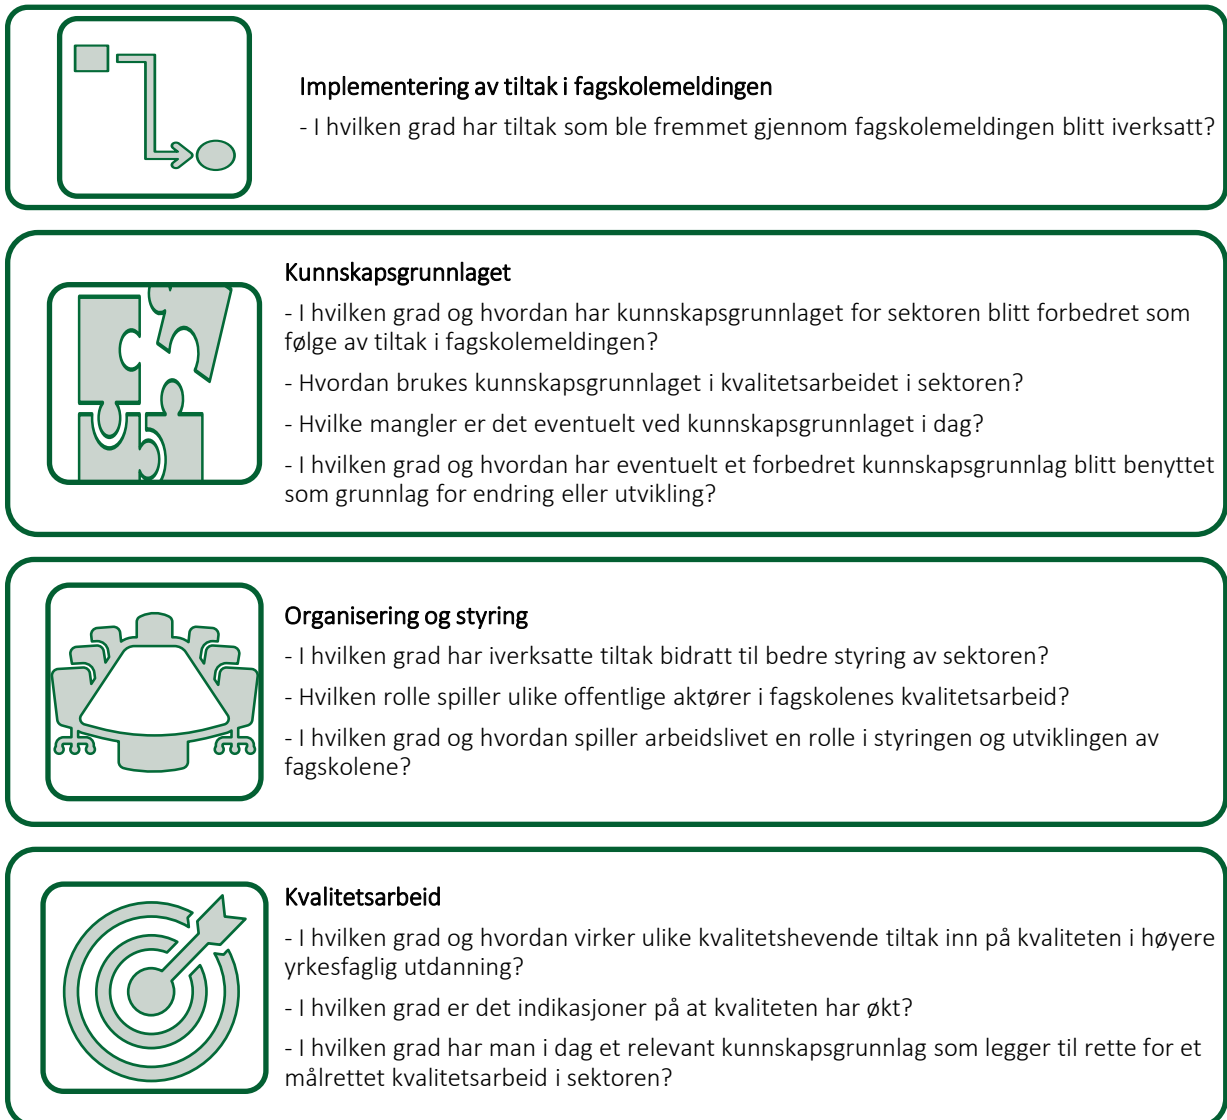 Implementering av tiltak i fagskolemeldingen
- I hvilken grad har tiltak som ble fremmet gjennom fagskolemeldingen blitt iverksatt?
Kunnskapsgrunnlaget
- I hvilken grad og hvordan har kunnskapsgrunnlaget for sektoren blitt forbedret som
følge av tiltak i fagskolemeldingen?
- Hvordan brukes kunnskapsgrunnlaget i kvalitetsarbeidet i sektoren?
- Hvilke mangler er det eventuelt ved kunnskapsgrunnlaget i dag?
- I hvilken grad og hvordan har eventuelt et forbedret kunnskapsgrunnlag blitt benyttet
som grunnlag for endring eller utvikling?
Organisering og styring
- I hvilken grad har iverksatte tiltak bidratt til bedre styring av sektoren?
- Hvilken rolle spiller ulike offentlige aktører i fagskolenes kvalitetsarbeid?
- I hvilken grad og hvordan spiller arbeidslivet en rolle i styringen og utviklingen av
fagskolene?
Kvalitetsarbeid
- I hvilken grad og hvordan virker ulike kvalitetshevende tiltak inn på kvaliteten i høyere
yrkesfaglig utdanning?
- I hvilken grad er det indikasjoner på at kvaliteten har økt?
- I hvilken grad har man i dag et relevant kunnskapsgrunnlag som legger til rette for et
målrettet kvalitetsarbeid i sektoren?